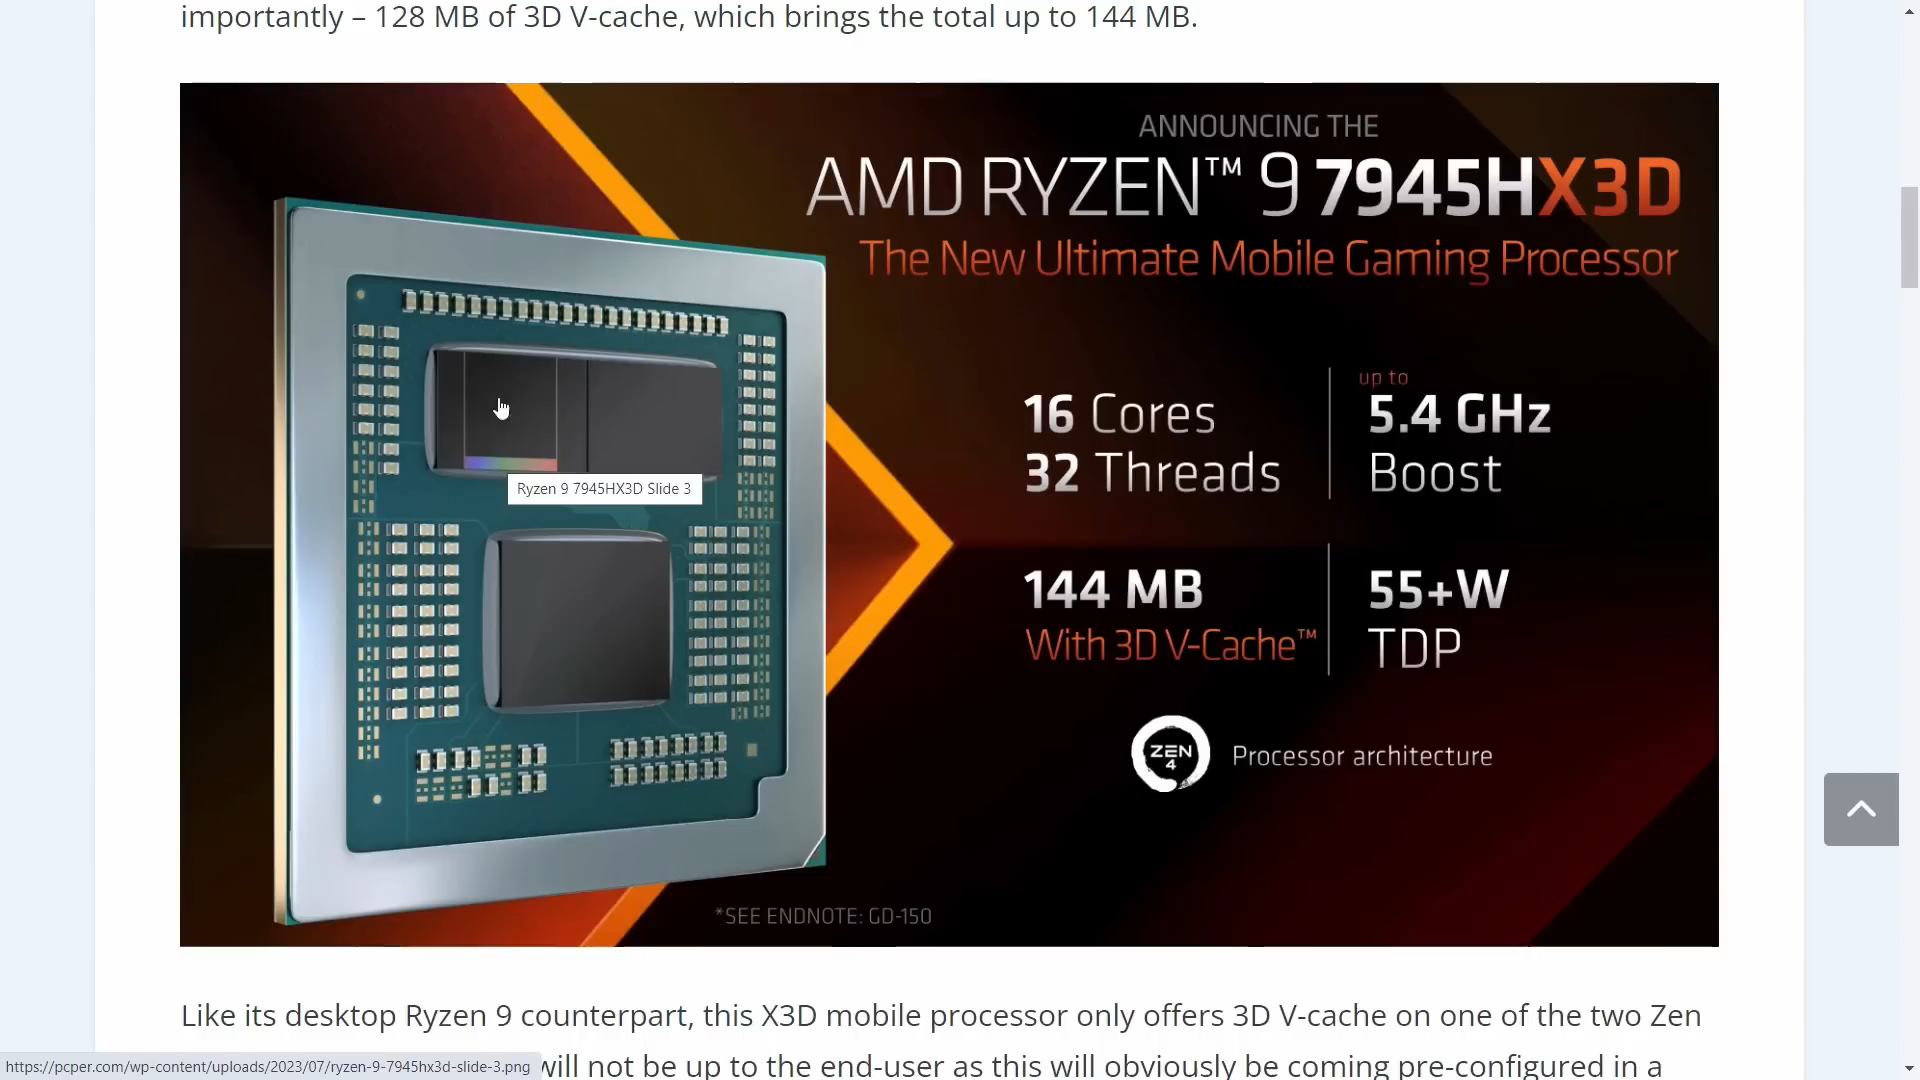 importantly – 128 MB of 3D V-cache, which brings the total up to 144 MB.
ANNOUNCING THE
AMD RYZEN™ 9 7945HX3D
The New Ultimate Mobile Gaming Processor
16 Cores
32 Threads
up to
5.4 GHz
Boost
Ryzen 9 7945HX3D Slide 3
144 MB
With 3D V-Cache™
55+W
TDP
ZEN
4
Processor architecture
*SEE ENDNOTE: GD-150
Like its desktop Ryzen 9 counterpart, this X3D mobile processor only offers 3D V-cache on one of the two Zen
will not be up to the end-user as this will obviously be coming pre-configured in a
https://pcper.com/wp-content/uploads/2023/07/ryzen-9-7945hx3d-slide-3.png